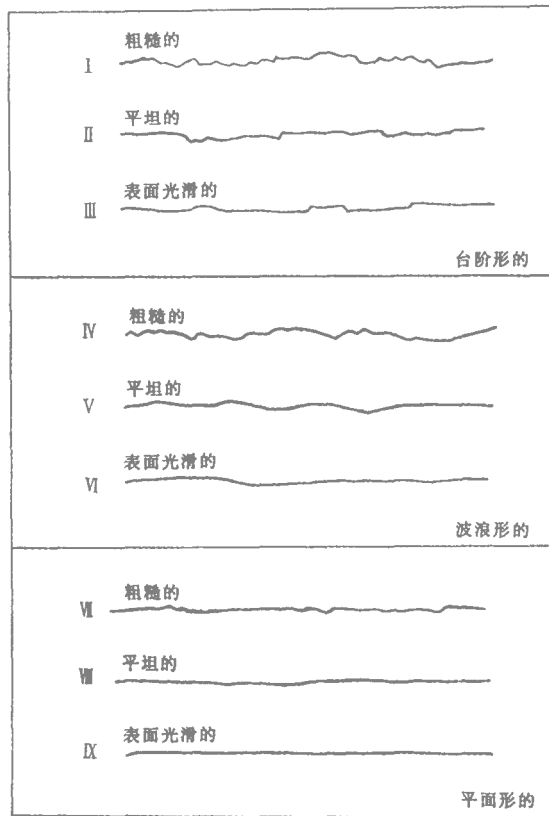 粗糙的
I
平坦的
II
表面光滑的
III
台阶形的
粗糙的
IV
平坦的
V
表面光滑的
VI
波浪形的
粗糙的
VII
平坦的
VIII
表面光滑的
IX
平面形的